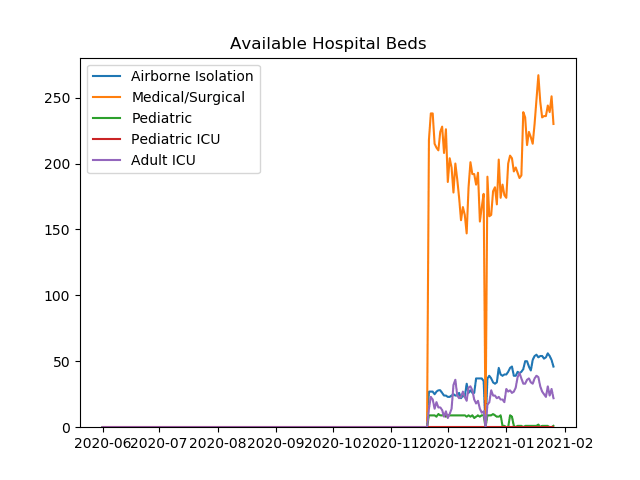 Available Hospital Beds
Airborne Isolation
Medical/Surgical
Pediatric
Pediatric ICU
Adult ICU
250
200
150
100
50
0
2020-06 2020-07 2020-08 2020-09 2020-10 2020-11 2020-12 2021-01 2021-02